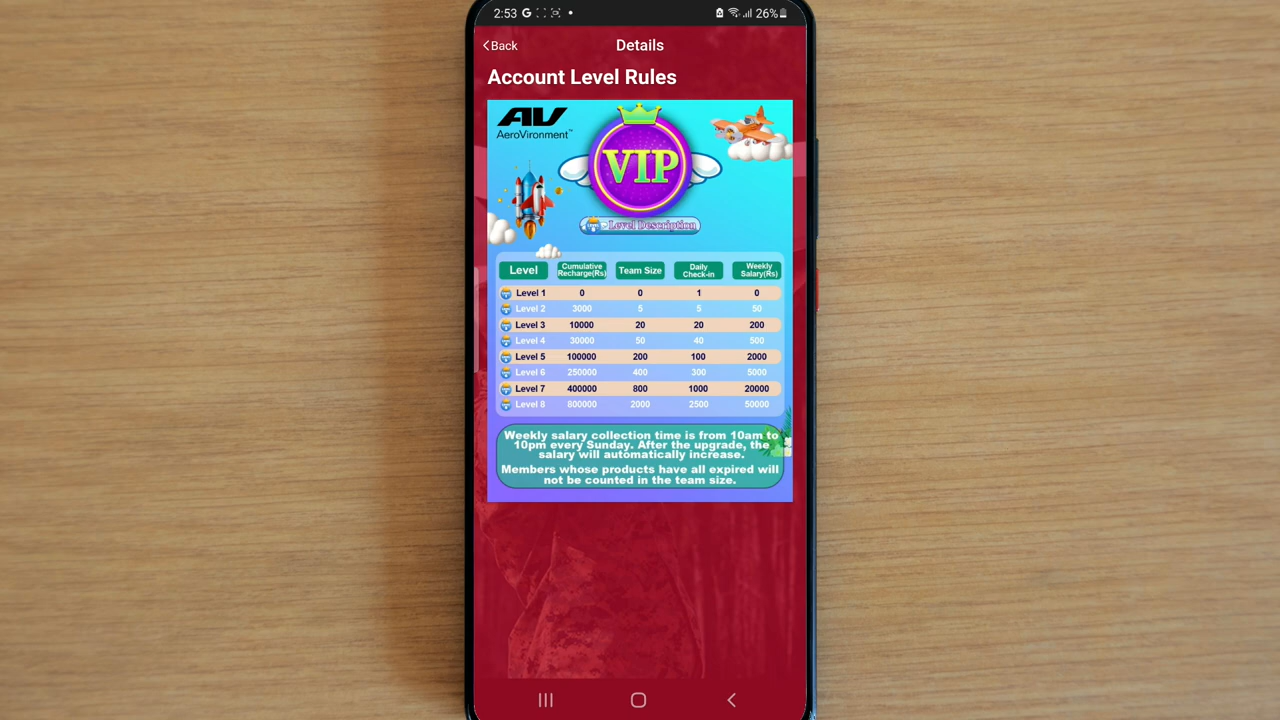 2:53 G
26%
Back
Details
Account Level Rules
AV
AeroVironment™
VIP
Level Description
Level Cumulative Recharge(Rs) Team Size Daily Check-in Weekly Salary(Rs)
Level 1 0 0 1 0
Level 2 3000 5 5 50
Level 3 10000 20 20 200
Level 4 30000 50 40 500
Level 5 100000 200 100 2000
Level 6 250000 400 300 5000
Level 7 400000 800 1000 20000
Level 8 800000 2000 2500 50000
Weekly salary collection time is from 10am to
10pm every Sunday. After the upgrade, the
salary will automatically increase.
Members whose products have all expired will
not be counted in the team size.